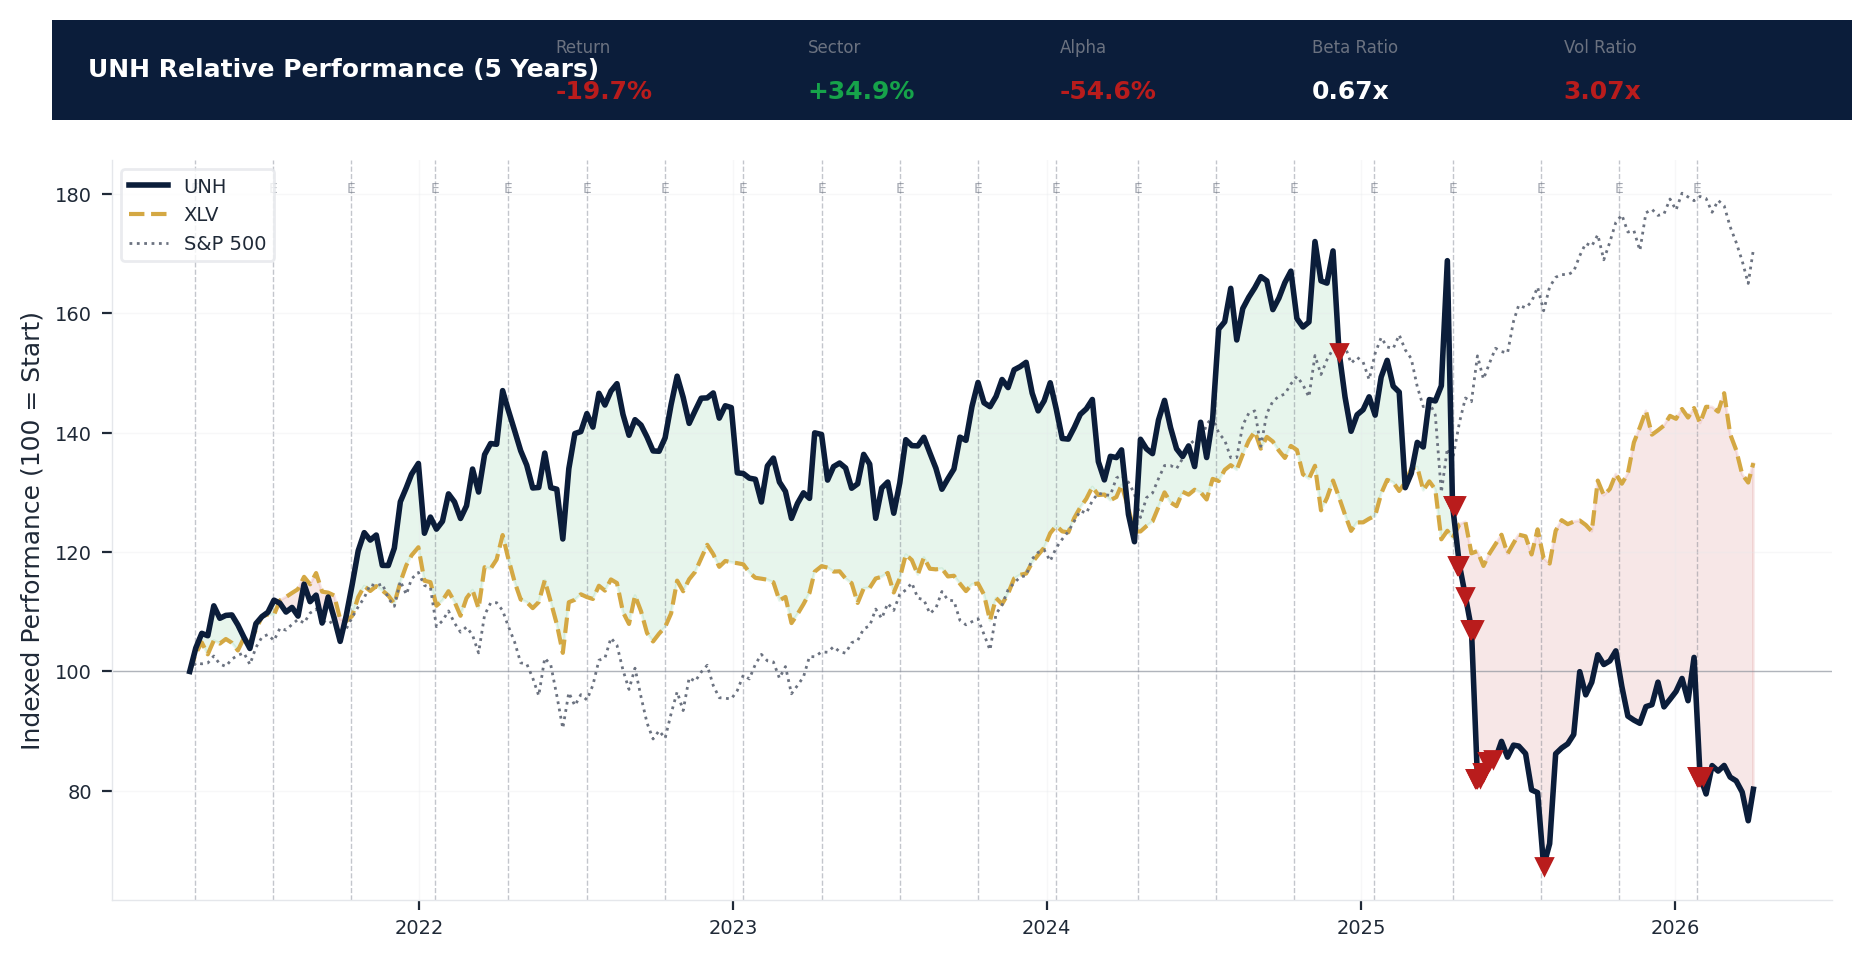 Return Sector Alpha Beta Ratio Vol Ratio
UNH Relative Performance (5 Years)
-19.7% +34.9% -54.6% 0.67x 3.07x
UNH
XLV
S&P 500
E E E E E E E E E E E E E E E E E E E E
Indexed Performance (100 = Start)
180
160
140
120
100
80
2022 2023 2024 2025 2026